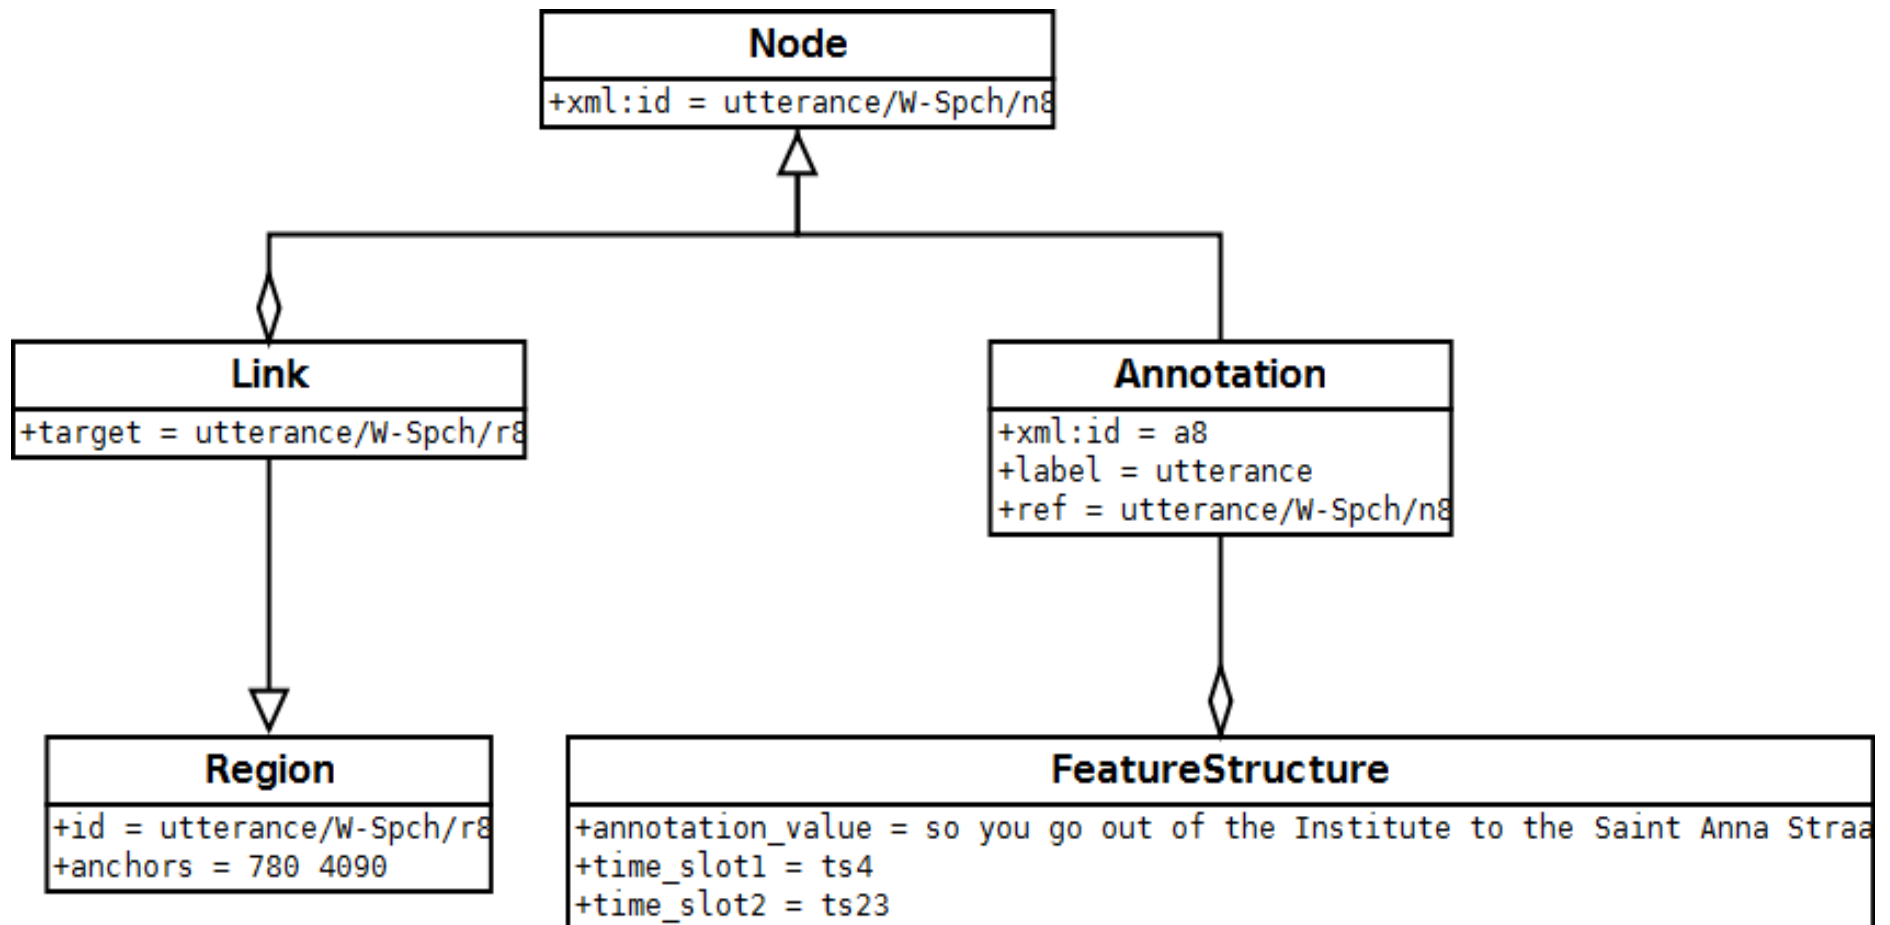 Node
+xml:id = utterance/W-Spch/n8
Link
+target = utterance/W-Spch/r8
Annotation
+xml:id = a8
+label = utterance
+ref = utterance/W-Spch/n8
Region
+id = utterance/W-Spch/r8
+anchors = 780 4090
FeatureStructure
+annotation_value = so you go out of the Institute to the Saint Anna Straa
+time_slot1 = ts4
+time_slot2 = ts23